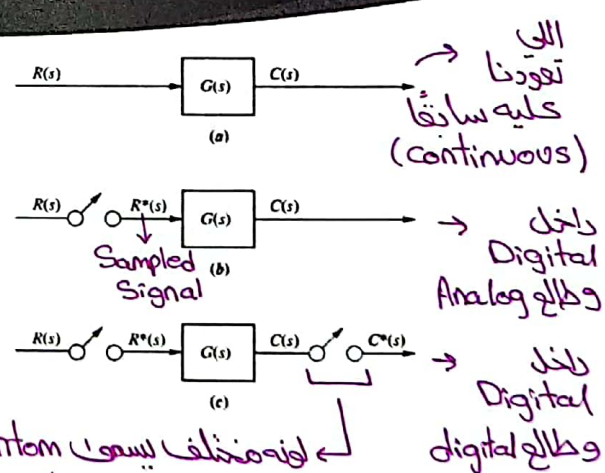 R(s) G(s) C(s)
(a)
اللي
تعودنا
عليه سابقًا
(continuous)
R(s) R*(s) G(s) C(s)
Sampled
Signal
(b)
داخل
Digital
وطالع Analog
R(s) R*(s) G(s) C(s) C*(s)
(c)
داخل
Digital
وطالع digital